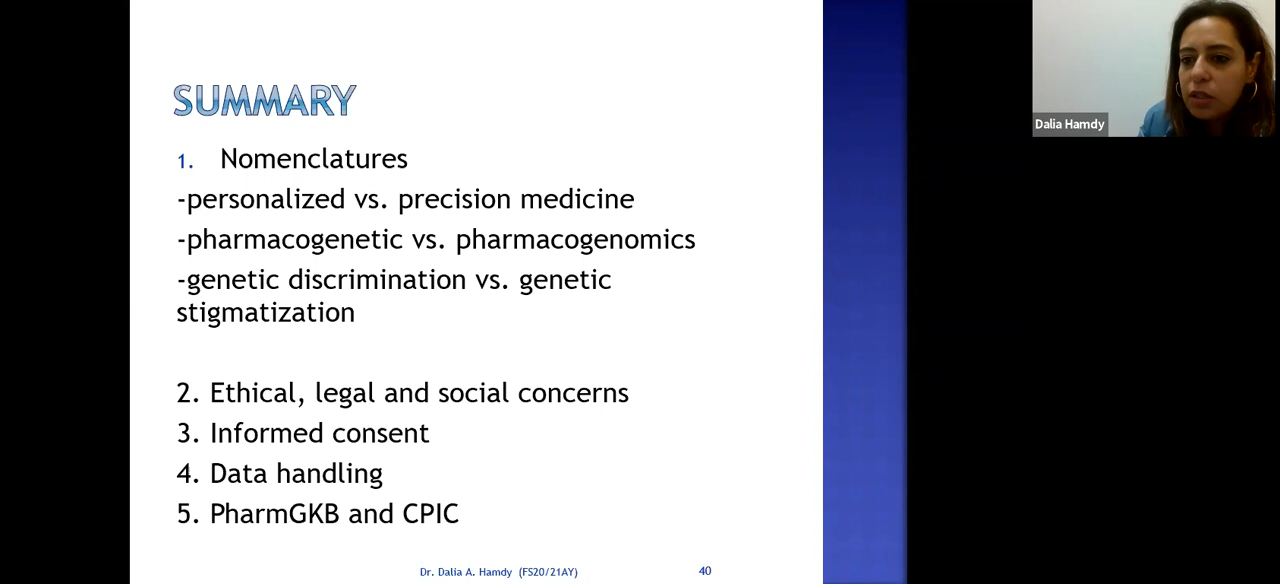 SUMMARY
1. Nomenclatures
-personalized vs. precision medicine
-pharmacogenetic vs. pharmacogenomics
-genetic discrimination vs. genetic
stigmatization
2. Ethical, legal and social concerns
3. Informed consent
4. Data handling
5. PharmGKB and CPIC
Dr. Dalia A. Hamdy (FS20/21AY)
40
Dalia Hamdy